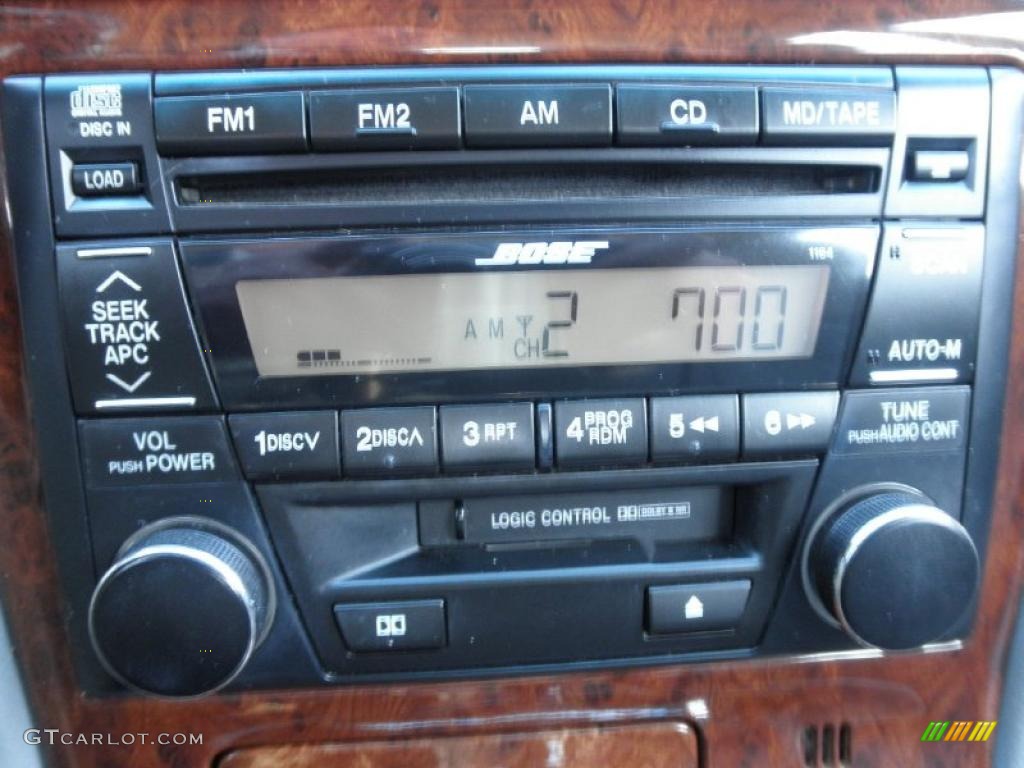 FM1 FM2 AM CD MD/TAPE
disc
DISC IN
LOAD
BOSE 1164
SCAN
SEEK
TRACK
APC
AM CH 2 700
AUTO-M
1DISC 2DISC 3RPT 4PROG RDM 5 6
VOL
PUSH POWER
TUNE
PUSH AUDIO CONT
LOGIC CONTROL DOLBY B NR
GTCARLOT.COM